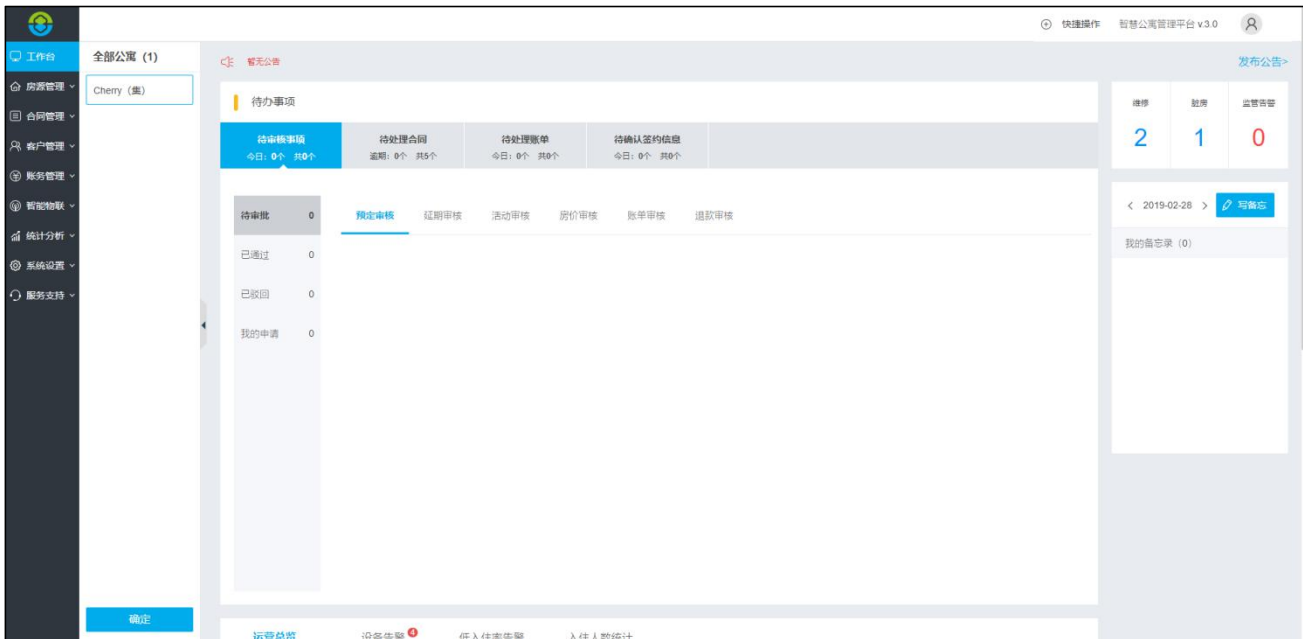 快捷操作 智慧公寓管理平台 v.3.0
工作台
房源管理
合同管理
客户管理
账务管理
智能物联
统计分析
系统设置
服务支持
全部公寓 (1)
Cherry (集)
确定
暂无公告
发布公告>
待办事项
待审核事项 待处理合同 待处理账单 待确认签约信息
今日: 0个 共0个 逾期: 0个 共5个 今日: 0个 共0个 今日: 0个 共0个
待审批 0
已通过 0
已驳回 0
我的申请 0
预定审核 延期审核 活动审核 房价审核 账单审核 退款审核
维修 脏房 监管告警
2 1 0
< 2019-02-28 > 写备忘
我的备忘录 (0)
运营总览 设备告警 4 低入住率告警 入住人数统计